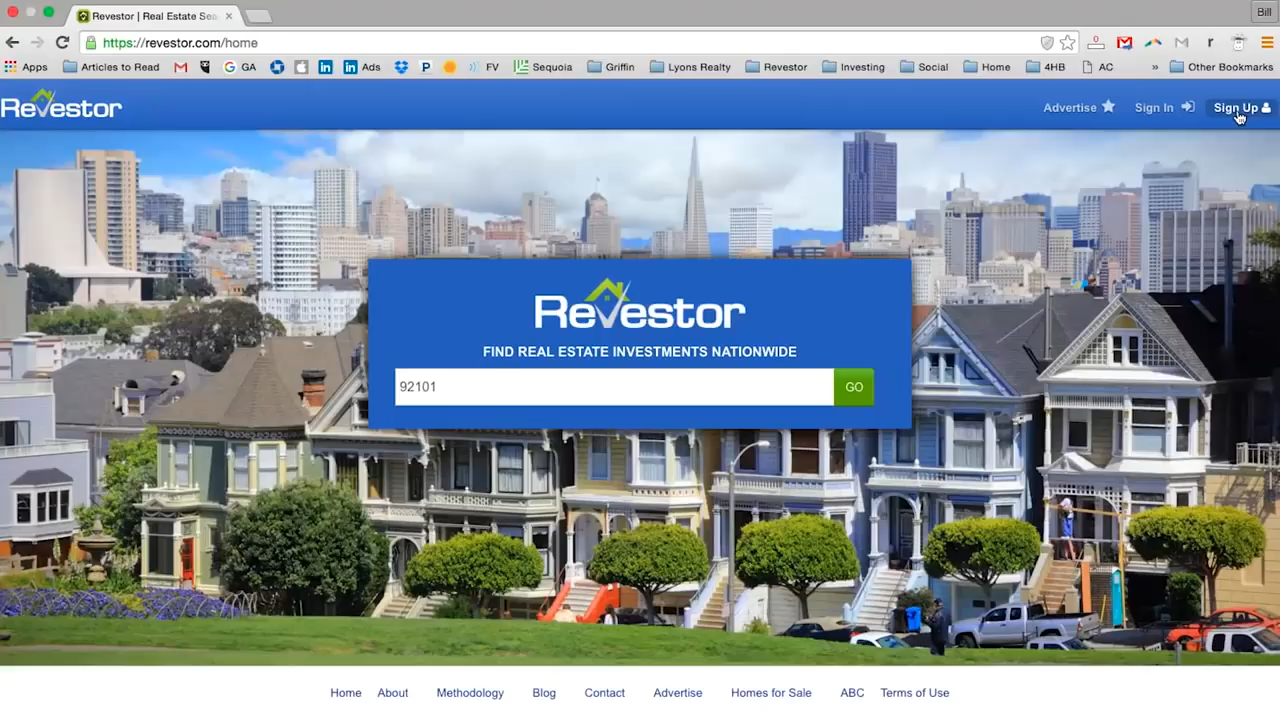 Revestor | Real Estate Sea
Bill
https://revestor.com/home
Apps
Articles to Read
GA
Ads
P
FV
Sequoia
Griffin
Lyons Realty
Revestor
Investing
Social
Home
4HB
AC
»
Other Bookmarks
Revestor
Advertise
Sign In
Sign Up
Revestor
FIND REAL ESTATE INVESTMENTS NATIONWIDE
92101
GO
Home
About
Methodology
Blog
Contact
Advertise
Homes for Sale
ABC
Terms of Use